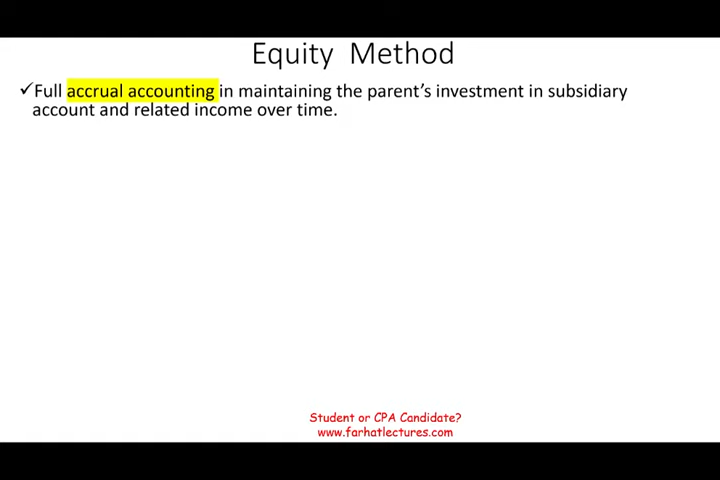 Equity Method
✓Full accrual accounting in maintaining the parent's investment in subsidiary
account and related income over time.
Student or CPA Candidate?
www.farhatlectures.com